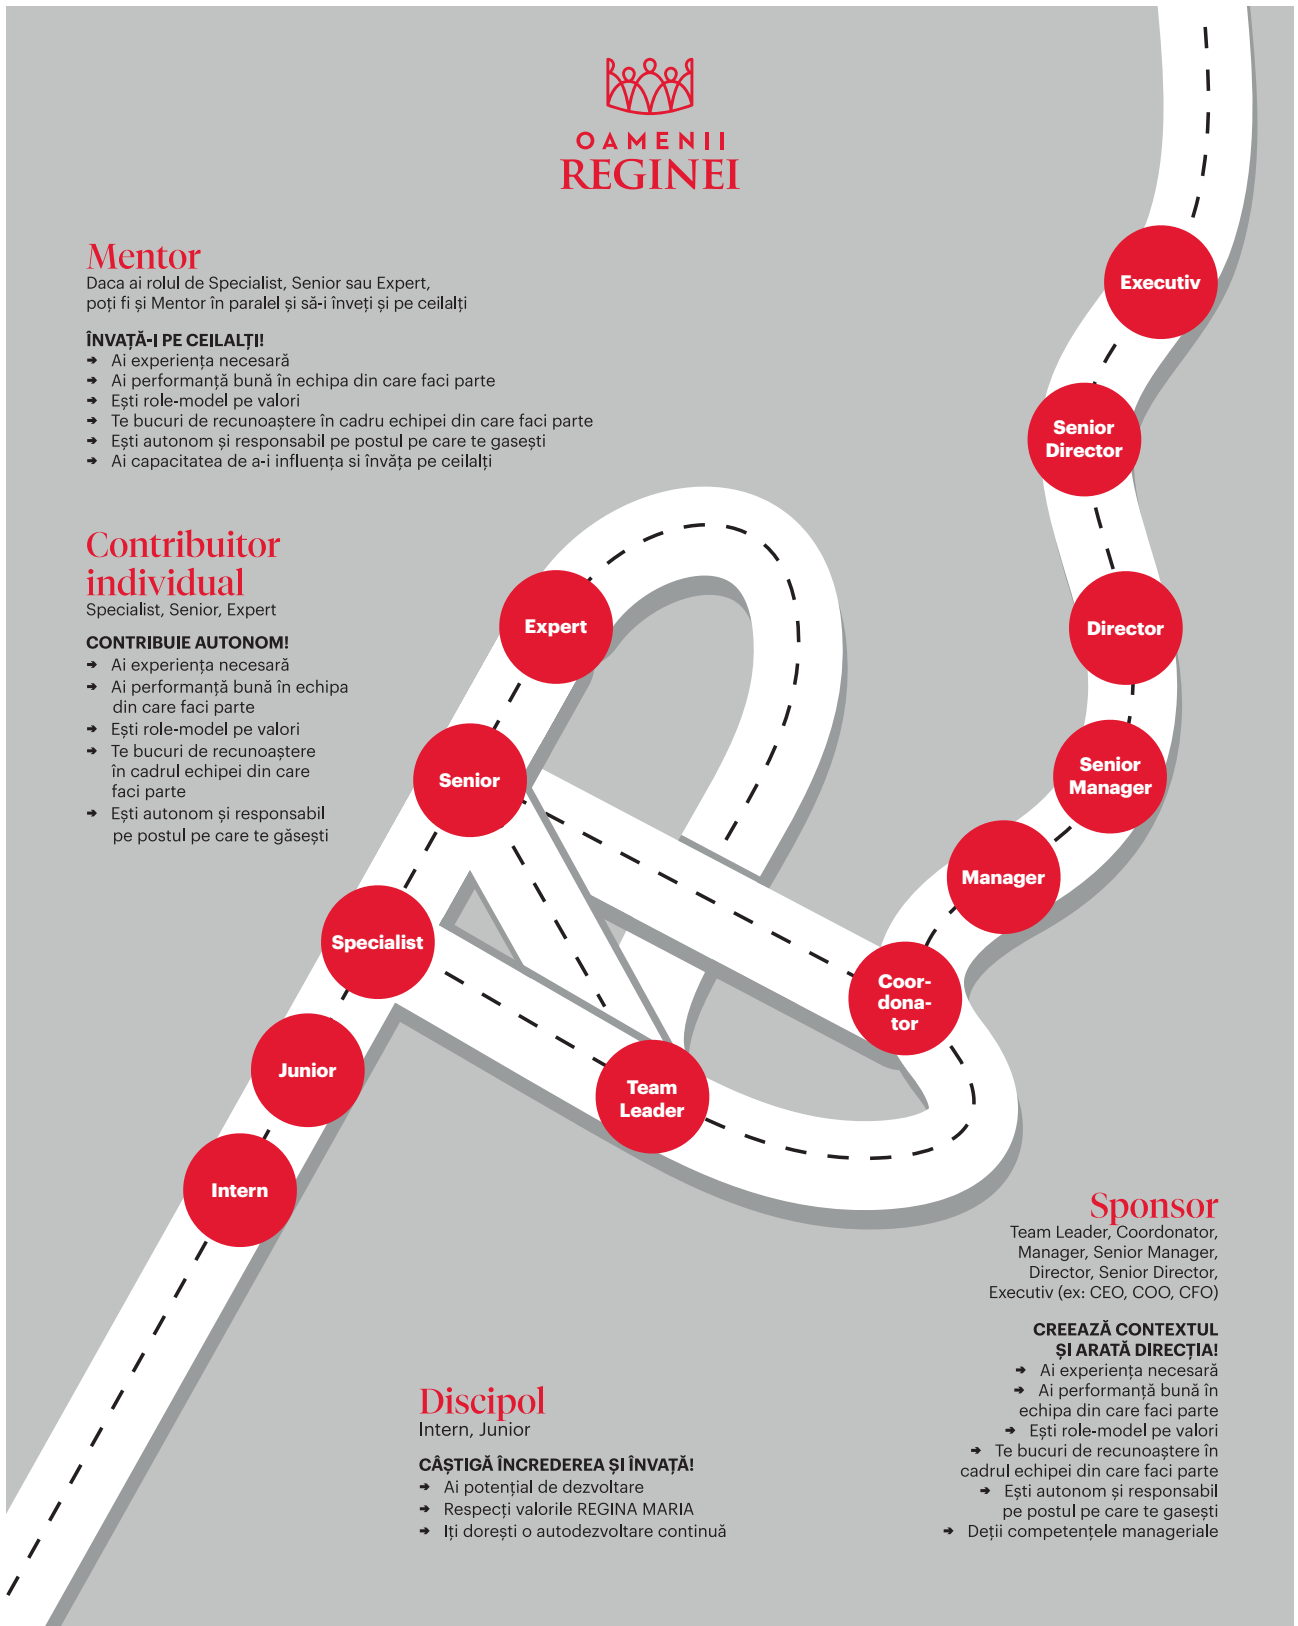 OAMENII
REGINEI
Mentor
Daca ai rolul de Specialist, Senior sau Expert,
poți fi și Mentor în paralel și să-i înveți și pe ceilalți
ÎNVAȚĂ-I PE CEILALȚI!
➔ Ai experiența necesară
➔ Ai performanță bună în echipa din care faci parte
➔ Ești role-model pe valori
➔ Te bucuri de recunoaștere în cadru echipei din care faci parte
➔ Ești autonom și responsabil pe postul pe care te gasești
➔ Ai capacitatea de a-i influența si învăța pe ceilalți
Contribuitor
individual
Specialist, Senior, Expert
CONTRIBUIE AUTONOM!
➔ Ai experiența necesară
➔ Ai performanță bună în echipa
din care faci parte
➔ Ești role-model pe valori
➔ Te bucuri de recunoaștere
în cadrul echipei din care
faci parte
➔ Ești autonom și responsabil
pe postul pe care te găsești
Executiv
Senior
Director
Director
Senior
Manager
Manager
Coor-
dona-
tor
Expert
Senior
Specialist
Team
Leader
Junior
Intern
Discipol
Intern, Junior
CÂȘTIGĂ ÎNCREDEREA ȘI ÎNVAȚĂ!
➔ Ai potențial de dezvoltare
➔ Respecți valorile REGINA MARIA
➔ Iți dorești o autodezvoltare continuă
Sponsor
Team Leader, Coordonator,
Manager, Senior Manager,
Director, Senior Director,
Executiv (ex: CEO, COO, CFO)
CREEAZĂ CONTEXTUL
ȘI ARATĂ DIRECȚIA!
➔ Ai experiența necesară
➔ Ai performanță bună în
echipa din care faci parte
➔ Ești role-model pe valori
➔ Te bucuri de recunoaștere în
cadrul echipei din care faci parte
➔ Ești autonom și responsabil
pe postul pe care te gasești
➔ Deții competențele manageriale